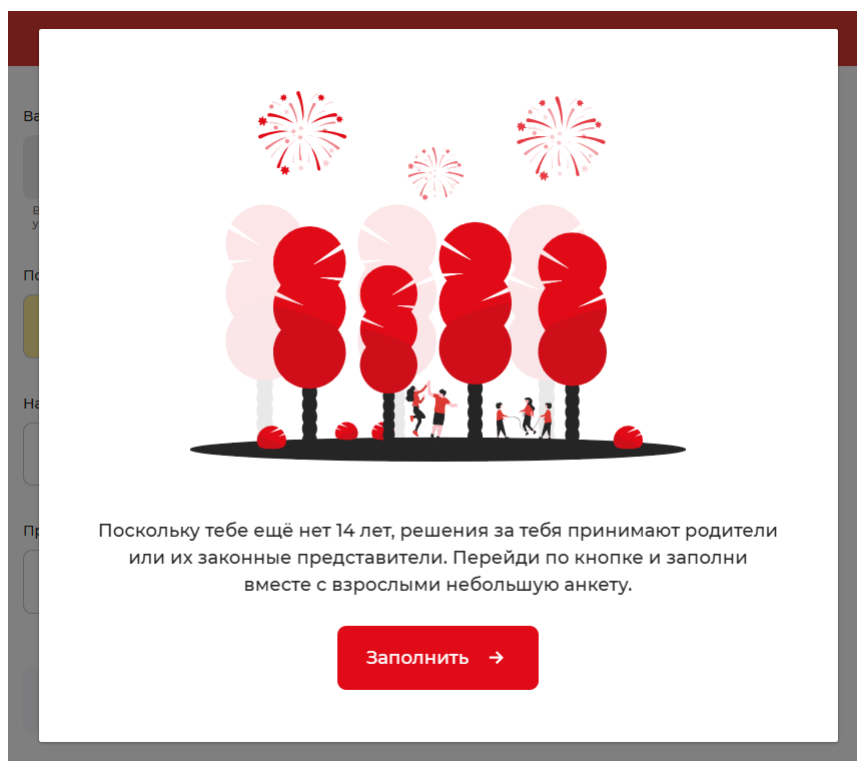 Поскольку тебе ещё нет 14 лет, решения за тебя принимают родители
или их законные представители. Перейди по кнопке и заполни
вместе с взрослыми небольшую анкету.
Заполнить →